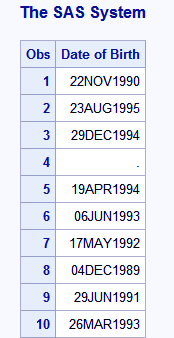 The SAS System
Obs Date of Birth
1 22NOV1990
2 23AUG1995
3 29DEC1994
4 .
5 19APR1994
6 06JUN1993
7 17MAY1992
8 04DEC1989
9 29JUN1991
10 26MAR1993